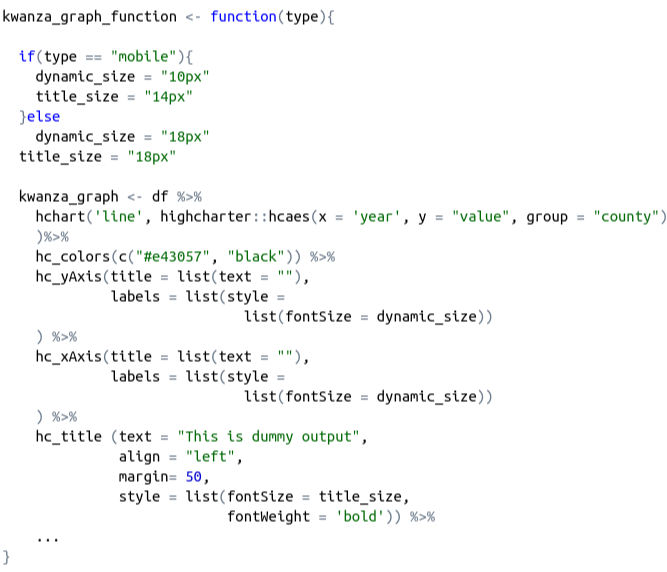 kwanza_graph_function <- function(type){
if(type == "mobile"){
dynamic_size = "10px"
title_size = "14px"
}else
dynamic_size = "18px"
title_size = "18px"
kwanza_graph <- df %>%
hchart('line', highcharter::hcaes(x = 'year', y = "value", group = "county")
)%>%
hc_colors(c("#e43057", "black")) %>%
hc_yAxis(title = list(text = ""),
labels = list(style =
list(fontSize = dynamic_size))
) %>%
hc_xAxis(title = list(text = ""),
labels = list(style =
list(fontSize = dynamic_size))
) %>%
hc_title (text = "This is dummy output",
align = "left",
margin= 50,
style = list(fontSize = title_size,
fontWeight = 'bold')) %>%
...
}